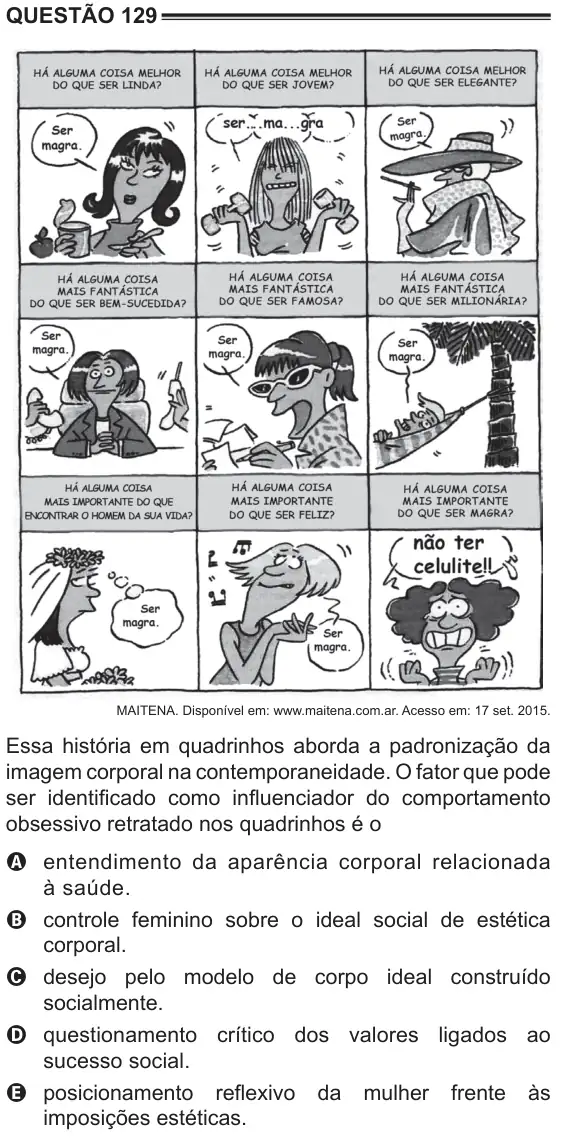 QUESTÃO 129
HÁ ALGUMA COISA MELHOR
DO QUE SER LINDA?
Ser
magra.
HÁ ALGUMA COISA MELHOR
DO QUE SER JOVEM?
ser...ma...gra
HÁ ALGUMA COISA MELHOR
DO QUE SER ELEGANTE?
Ser
magra.
HÁ ALGUMA COISA
MAIS FANTÁSTICA
DO QUE SER BEM-SUCEDIDA?
Ser
magra.
HÁ ALGUMA COISA
MAIS FANTÁSTICA
DO QUE SER FAMOSA?
Ser
magra.
HÁ ALGUMA COISA
MAIS FANTÁSTICA
DO QUE SER MILIONÁRIA?
Ser
magra.
HÁ ALGUMA COISA
MAIS IMPORTANTE DO QUE
ENCONTRAR O HOMEM DA SUA VIDA?
Ser
magra.
HÁ ALGUMA COISA
MAIS IMPORTANTE
DO QUE SER FELIZ?
Ser
magra.
HÁ ALGUMA COISA
MAIS IMPORTANTE
DO QUE SER MAGRA?
não ter
celulite!!
MAITENA. Disponível em: www.maitena.com.ar. Acesso em: 17 set. 2015.
Essa história em quadrinhos aborda a padronização da
imagem corporal na contemporaneidade. O fator que pode
ser identificado como influenciador do comportamento
obsessivo retratado nos quadrinhos é o
A entendimento da aparência corporal relacionada
à saúde.
B controle feminino sobre o ideal social de estética
corporal.
C desejo pelo modelo de corpo ideal construído
socialmente.
D questionamento crítico dos valores ligados ao
sucesso social.
E posicionamento reflexivo da mulher frente às
imposições estéticas.